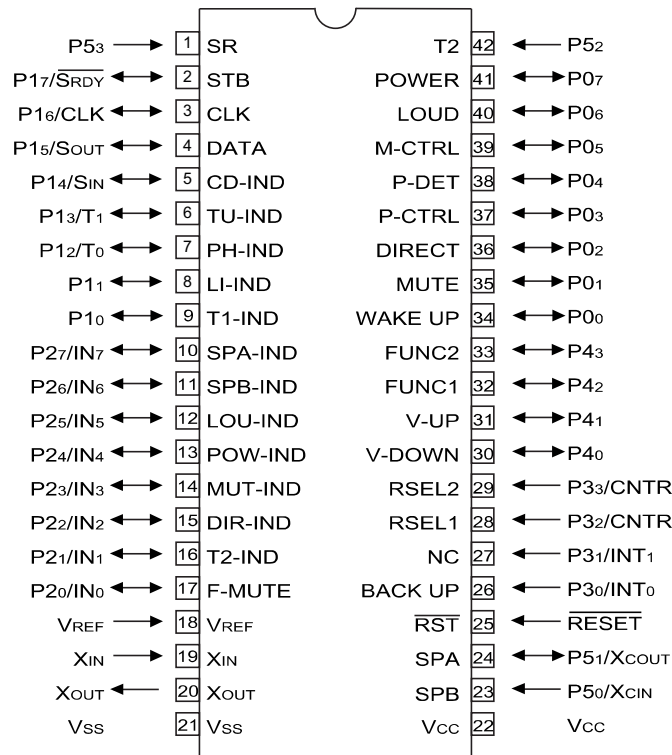 P5₃ 1 SR T2 42 P5₂
P1₇/S̅R̅D̅Y̅ 2 STB POWER 41 P0₇
P1₆/CLK 3 CLK LOUD 40 P0₆
P1₅/SOUT 4 DATA M-CTRL 39 P0₅
P1₄/SIN 5 CD-IND P-DET 38 P0₄
P1₃/T₁ 6 TU-IND P-CTRL 37 P0₃
P1₂/T₀ 7 PH-IND DIRECT 36 P0₂
P1₁ 8 LI-IND MUTE 35 P0₁
P1₀ 9 T1-IND WAKE UP 34 P0₀
P2₇/IN₇ 10 SPA-IND FUNC2 33 P4₃
P2₆/IN₆ 11 SPB-IND FUNC1 32 P4₂
P2₅/IN₅ 12 LOU-IND V-UP 31 P4₁
P2₄/IN₄ 13 POW-IND V-DOWN 30 P4₀
P2₃/IN₃ 14 MUT-IND RSEL2 29 P3₃/CNTR
P2₂/IN₂ 15 DIR-IND RSEL1 28 P3₂/CNTR
P2₁/IN₁ 16 T2-IND NC 27 P3₁/INT₁
P2₀/IN₀ 17 F-MUTE BACK UP 26 P3₀/INT₀
VREF 18 VREF R̅S̅T̅ 25 R̅E̅S̅E̅T̅
XIN 19 XIN SPA 24 P5₁/XCOUT
XOUT 20 XOUT SPB 23 P5₀/XCIN
VSS 21 VSS VCC 22 VCC